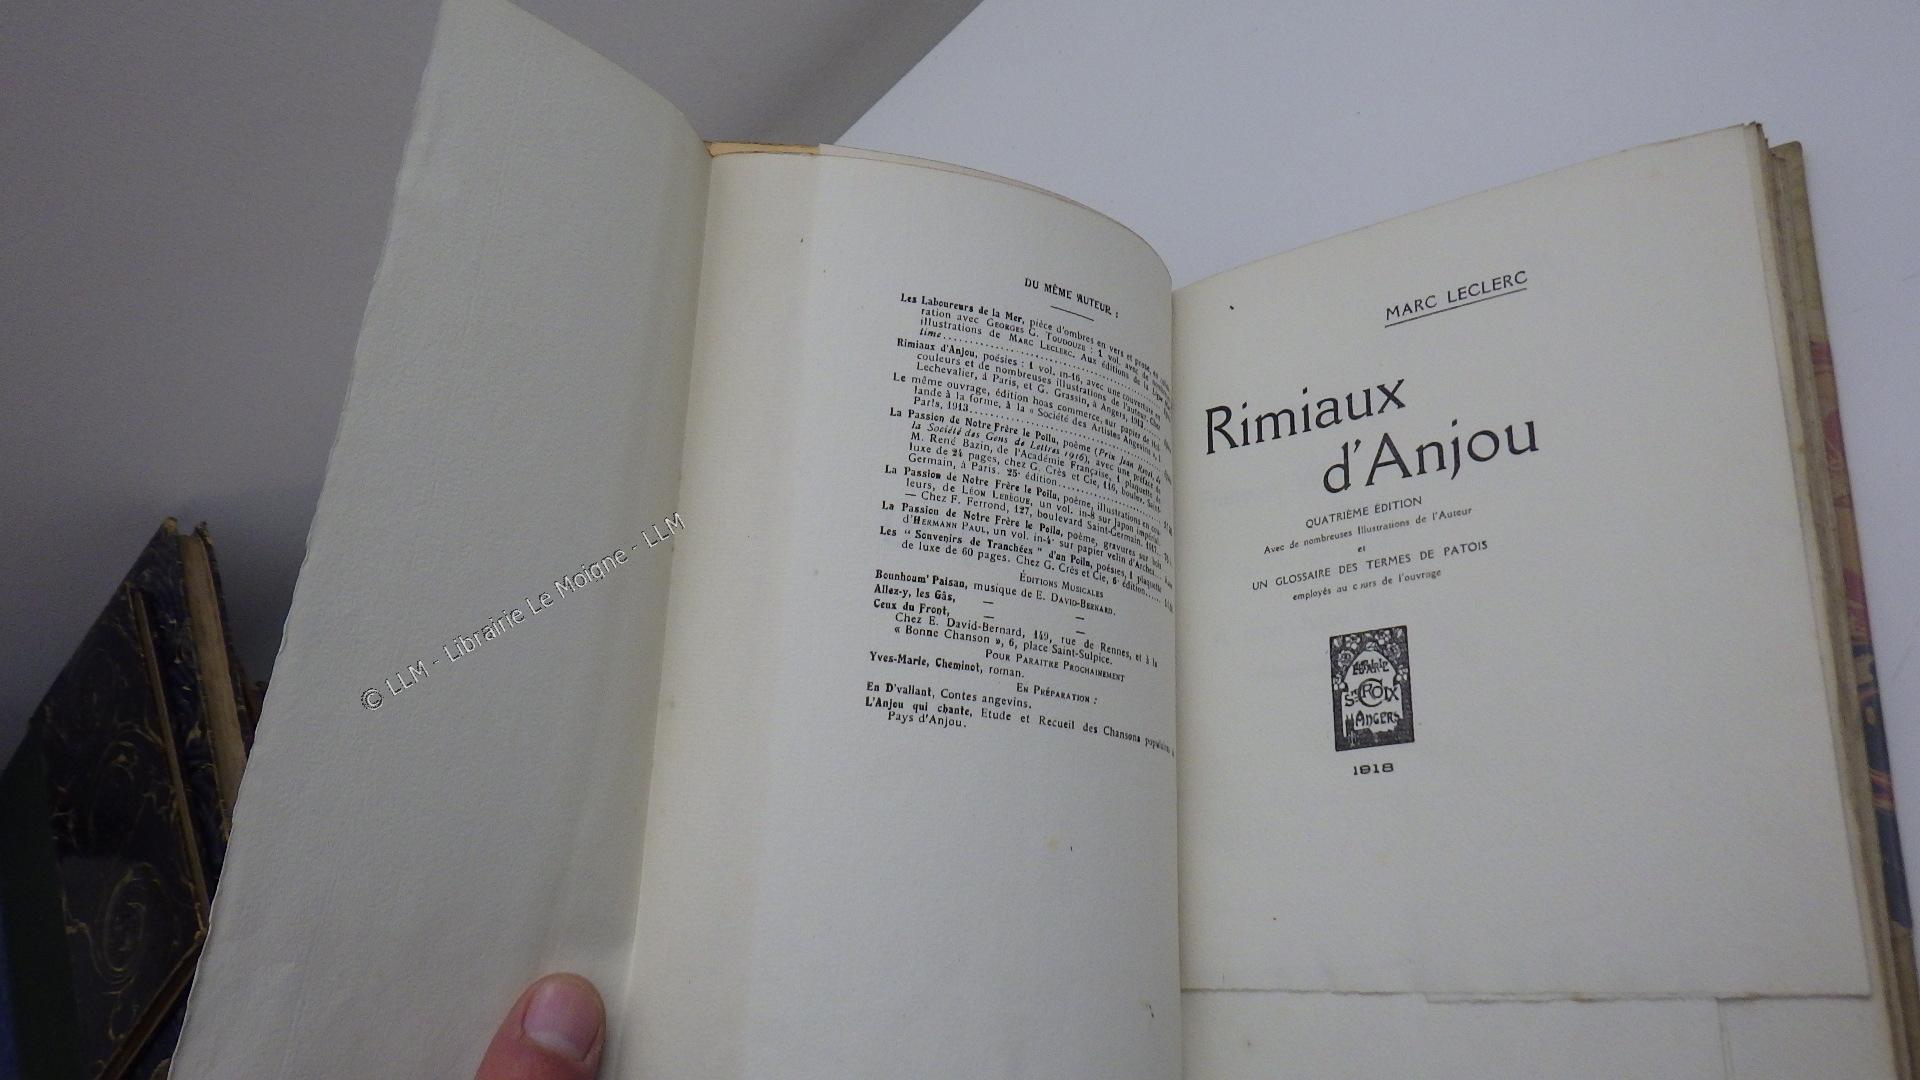 DU MÊME AUTEUR :
Les Laboureurs de la Mer, pièce d'ombres en vers et prose, en
ration avec GEORGES G. TOUDOUZE ; 1 vol. avec de
illustrations de MARC LECLERC. Aux éditions de la Ligue
time
Rimiaux d'Anjou, poésies : 1 vol. in-16, avec une couverture en
couleurs et de nombreuses illustrations de l'auteur. Chez
Lechevalier, à Paris, et G. Grassin, à Angers, 1913
Le même ouvrage, édition hoas commerce, sur papier de Hol-
lande à la forme, à la « Société des Artistes Angevins »,
Paris, 1913
La Passion de Notre Frère le Poilu, poème (Prix Jean Revel, de
la Société des Gens de Lettres 1916), avec une préface de
M. René Bazin, de l'Académie Française, 1 plaquette de
luxe de 24 pages, chez G. Crès et Cie, 116, boulev. Saint-
Germain, à Paris. 25e édition
La Passion de Notre Frère le Poilu, poème, illustrations en cou-
leurs, de LÉON LEBÈGUE, un vol. in-8 sur Japon impérial.
— Chez F. Ferrond, 127, boulevard Saint-Germain
La Passion de Notre Frère le Poilu, poème, gravures sur bois
d'HERMANN PAUL, un vol. in-4° sur papier velin d'Arches
Les " Souvenirs de Tranchées " d'un Poilu, poésies, 1 plaquette
de luxe de 60 pages. Chez G. Crès et Cie, 6e édition
ÉDITIONS MUSICALES
Bounhoum' Païsan, musique de E. DAVID-BERNARD.
Allez-y, les Gâs, — —
Ceux du Front, — —
Chez E. David-Bernard, 149, rue de Rennes, et à la
« Bonne Chanson », 6, place Saint-Sulpice.
POUR PARAITRE PROCHAINEMENT
Yves-Marie, Cheminot, roman.
EN PRÉPARATION :
En D'vallant, Contes angevins.
L'Anjou qui chante, Etude et Recueil des Chansons populaires
Pays d'Anjou.
MARC LECLERC
Rimiaux
d'Anjou
QUATRIÈME ÉDITION
Avec de nombreuses Illustrations de l'Auteur
et
UN GLOSSAIRE DES TERMES DE PATOIS
employés au cours de l'ouvrage
STE CROIX
ANGERS
1918
© LLM - Librairie Le Moigne - LLM